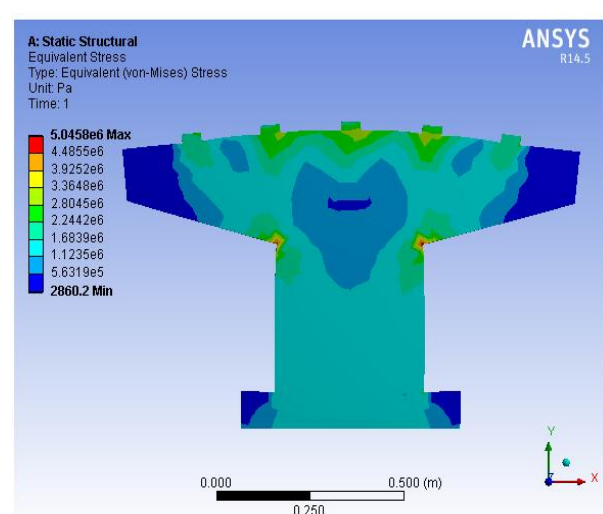 A: Static Structural
Equivalent Stress
Type: Equivalent (von-Mises) Stress
Unit: Pa
Time: 1
ANSYS
R14.5
5.0458e6 Max
4.4855e6
3.9252e6
3.3648e6
2.8045e6
2.2442e6
1.6839e6
1.1235e6
5.6319e5
2860.2 Min
Y
X
Z
0.000 0.500 (m)
0.250